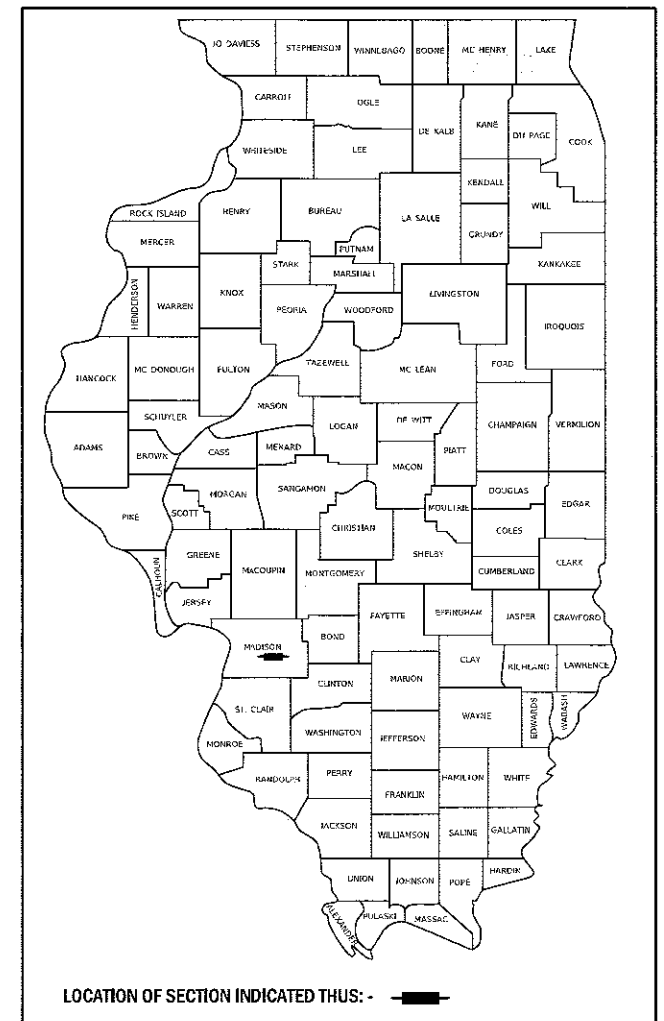 JO DAVIESS STEPHENSON WINNEBAGO BOONE MC HENRY LAKE
CARROLL OGLE
DE KALB KANE DU PAGE COOK
WHITESIDE LEE
KENDALL
ROCK ISLAND HENRY BUREAU LA SALLE WILL
MERCER PUTNAM GRUNDY
STARK MARSHALL KANKAKEE
HENDERSON WARREN KNOX PEORIA WOODFORD LIVINGSTON
IROQUOIS
HANCOCK MC DONOUGH FULTON TAZEWELL MC LEAN FORD
MASON
SCHUYLER LOGAN DE WITT CHAMPAIGN VERMILION
ADAMS BROWN CASS MENARD MACON PIATT
PIKE SCOTT MORGAN SANGAMON MOULTRIE DOUGLAS EDGAR
CHRISTIAN COLES
GREENE MACOUPIN MONTGOMERY SHELBY CUMBERLAND CLARK
CALHOUN JERSEY FAYETTE EFFINGHAM JASPER CRAWFORD
MADISON BOND CLAY RICHLAND LAWRENCE
CLINTON MARION
ST. CLAIR WAYNE EDWARDS WABASH
MONROE WASHINGTON JEFFERSON
RANDOLPH PERRY HAMILTON WHITE
FRANKLIN
JACKSON WILLIAMSON SALINE GALLATIN
UNION JOHNSON POPE HARDIN
ALEXANDER PULASKI MASSAC
LOCATION OF SECTION INDICATED THUS: -